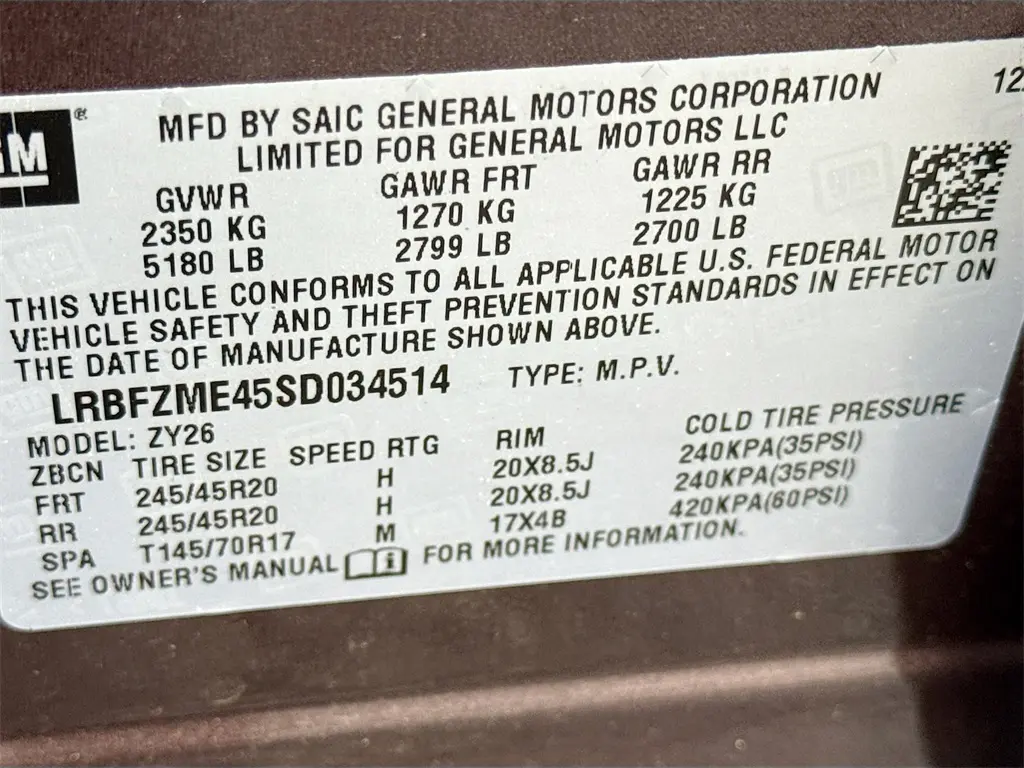 GM ®
MFD BY SAIC GENERAL MOTORS CORPORATION
LIMITED FOR GENERAL MOTORS LLC
GVWR GAWR FRT GAWR RR
2350 KG 1270 KG 1225 KG
5180 LB 2799 LB 2700 LB
THIS VEHICLE CONFORMS TO ALL APPLICABLE U.S. FEDERAL MOTOR
VEHICLE SAFETY AND THEFT PREVENTION STANDARDS IN EFFECT ON
THE DATE OF MANUFACTURE SHOWN ABOVE.
LRBFZME45SD034514 TYPE: M.P.V.
MODEL: ZY26
ZBCN TIRE SIZE SPEED RTG RIM COLD TIRE PRESSURE
FRT 245/45R20 H 20X8.5J 240KPA(35PSI)
RR 245/45R20 H 20X8.5J 240KPA(35PSI)
SPA T145/70R17 M 17X4B 420KPA(60PSI)
SEE OWNER'S MANUAL FOR MORE INFORMATION.